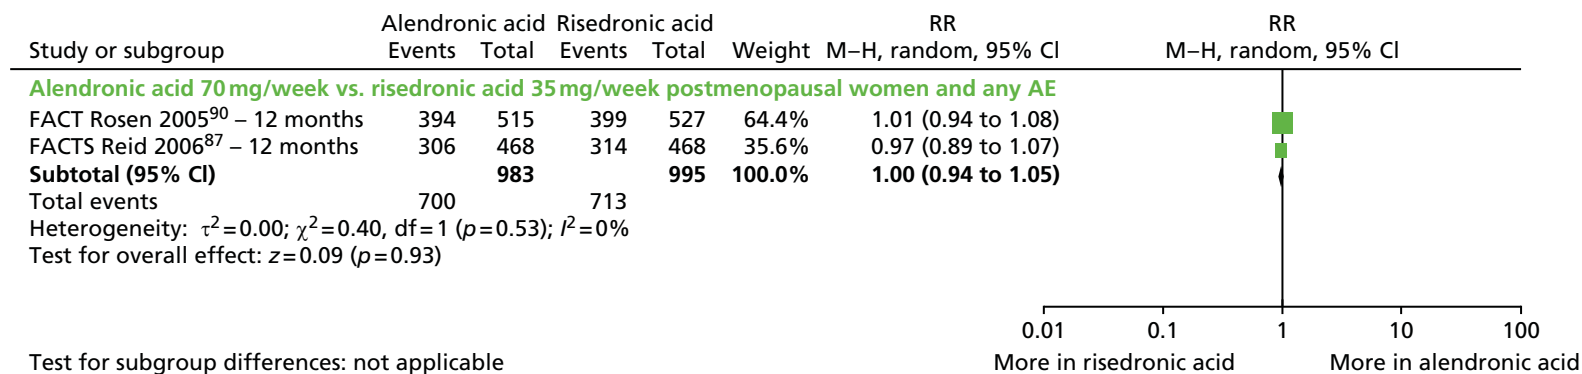 Alendronic acid Risedronic acid RR RR
Study or subgroup Events Total Events Total Weight M–H, random, 95% Cl M–H, random, 95% Cl
Alendronic acid 70 mg/week vs. risedronic acid 35 mg/week postmenopausal women and any AE
FACT Rosen 2005⁹⁰ – 12 months 394 515 399 527 64.4% 1.01 (0.94 to 1.08)
FACTS Reid 2006⁸⁷ – 12 months 306 468 314 468 35.6% 0.97 (0.89 to 1.07)
Subtotal (95% Cl) 983 995 100.0% 1.00 (0.94 to 1.05)
Total events 700 713
Heterogeneity: τ²=0.00; χ²=0.40, df=1 (p=0.53); I²=0%
Test for overall effect: z=0.09 (p=0.93)
0.01 0.1 1 10 100
Test for subgroup differences: not applicable More in risedronic acid More in alendronic acid